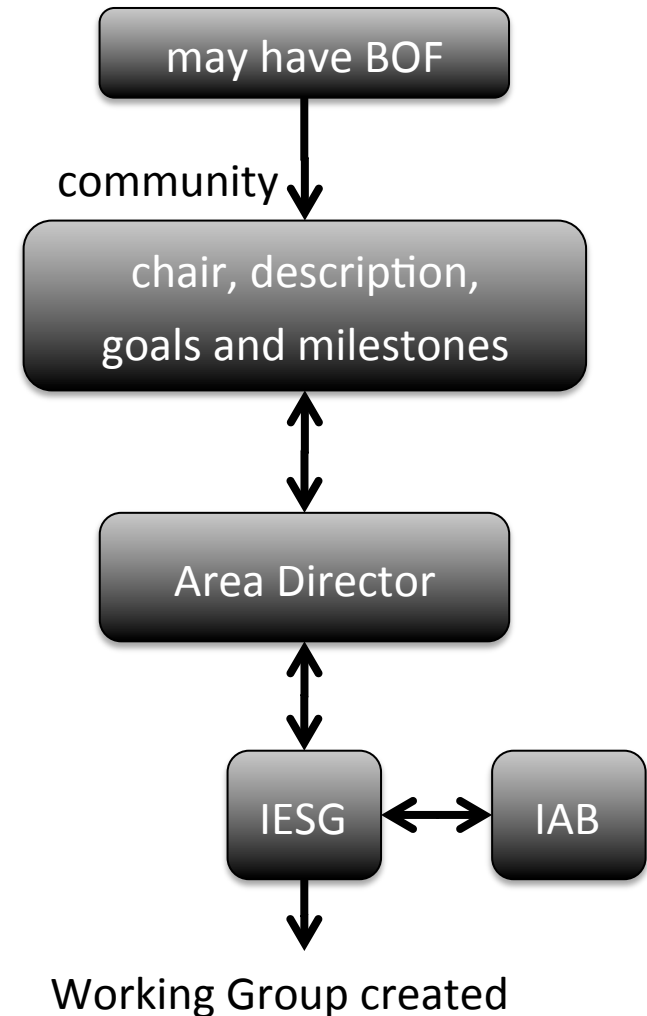 may have BOF
community
chair, description,
goals and milestones
Area Director
IESG
IAB
Working Group created